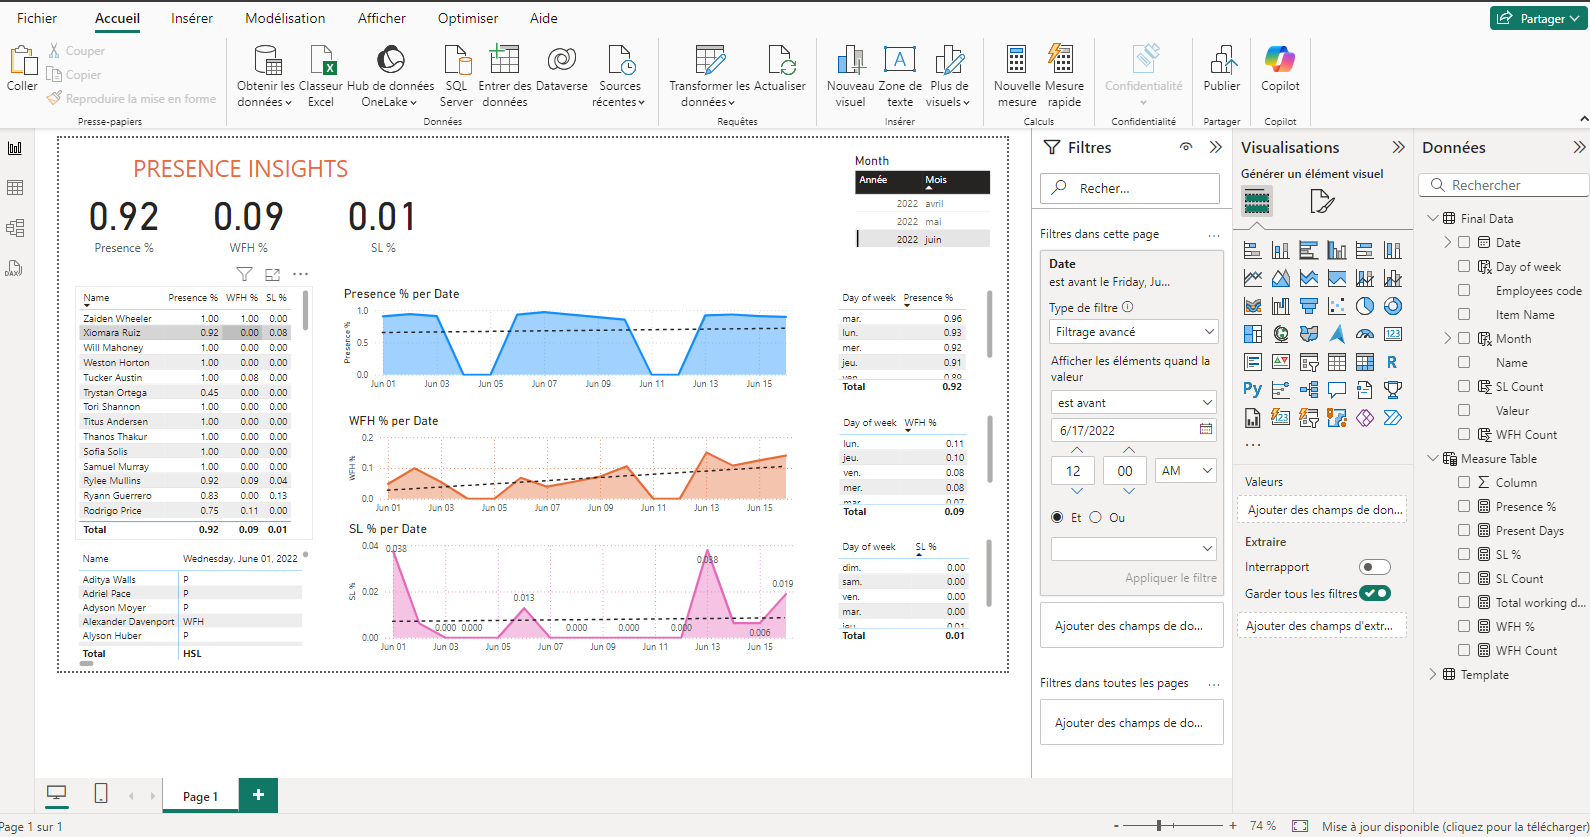 Fichier Accueil Insérer Modélisation Afficher Optimiser Aide Partager
Coller
Couper
Copier
Reproduire la mise en forme
Presse-papiers
Obtenir les données
Classeur Excel
Hub de données OneLake
SQL Server
Entrer des données
Dataverse
Sources récentes
Données
Transformer les données
Actualiser
Requêtes
Nouveau visuel
Zone de texte
Plus de visuels
Insérer
Nouvelle mesure
Mesure rapide
Calculs
Confidentialité
Confidentialité
Publier
Partager
Copilot
Copilot
PRESENCE INSIGHTS
0.92 0.09 0.01
Presence % WFH % SL %
Month
Année Mois
2022 avril
2022 mai
2022 juin
Name Presence % WFH % SL %
Zaiden Wheeler 1.00 1.00 0.00
Xiomara Ruiz 0.92 0.00 0.08
Will Mahoney 1.00 0.00 0.00
Weston Horton 1.00 0.00 0.00
Tucker Austin 1.00 0.08 0.00
Trystan Ortega 0.45 0.00 0.00
Tori Shannon 1.00 0.00 0.00
Titus Andersen 1.00 0.00 0.00
Thanos Thakur 1.00 0.00 0.00
Sofia Solis 1.00 0.00 0.00
Samuel Murray 1.00 0.00 0.00
Rylee Mullins 0.92 0.09 0.04
Ryann Guerrero 0.83 0.00 0.13
Rodrigo Price 0.75 0.11 0.00
Total 0.92 0.09 0.01
Name Wednesday, June 01, 2022
Aditya Walls P
Adriel Pace P
Adyson Moyer P
Alexander Davenport WFH
Alyson Huber P
Total HSL
Presence % per Date
Presence %
1.0
0.5
0.0
Jun 01 Jun 03 Jun 05 Jun 07 Jun 09 Jun 11 Jun 13 Jun 15
WFH % per Date
WFH %
0.2
0.1
0.0
Jun 01 Jun 03 Jun 05 Jun 07 Jun 09 Jun 11 Jun 13 Jun 15
SL % per Date
SL %
0.04
0.02
0.00
0.038
0.000 0.000
0.013
0.000 0.000 0.000
0.038
0.006
0.019
Jun 01 Jun 03 Jun 05 Jun 07 Jun 09 Jun 11 Jun 13 Jun 15
Day of week Presence %
mar. 0.96
lun. 0.93
mer. 0.92
jeu. 0.91
ven. 0.89
Total 0.92
Day of week WFH %
lun. 0.11
jeu. 0.10
ven. 0.08
mer. 0.08
mar. 0.07
Total 0.09
Day of week SL %
dim. 0.00
sam. 0.00
ven. 0.00
mar. 0.00
jeu. 0.01
Total 0.01
Filtres
Recher...
Filtres dans cette page ...
Date
est avant le Friday, Ju...
Type de filtre
Filtrage avancé
Afficher les éléments quand la
valeur
est avant
6/17/2022
12 00 AM
Et Ou
Appliquer le filtre
Ajouter des champs de do...
Filtres dans toutes les pages ...
Ajouter des champs de do...
Visualisations
Générer un élément visuel
123
R
Py
123
...
Valeurs
Ajouter des champs de don...
Extraire
Interrapport
Garder tous les filtres
Ajouter des champs d'extr...
Données
Rechercher
Final Data
Date
Day of week
Employees code
Item Name
Month
Name
SL Count
Valeur
WFH Count
Measure Table
Column
Presence %
Present Days
SL %
SL Count
Total working d...
WFH %
WFH Count
Template
DAX
Page 1 +
Page 1 sur 1
- + 74 %
Mise à jour disponible (cliquez pour la télécharger)